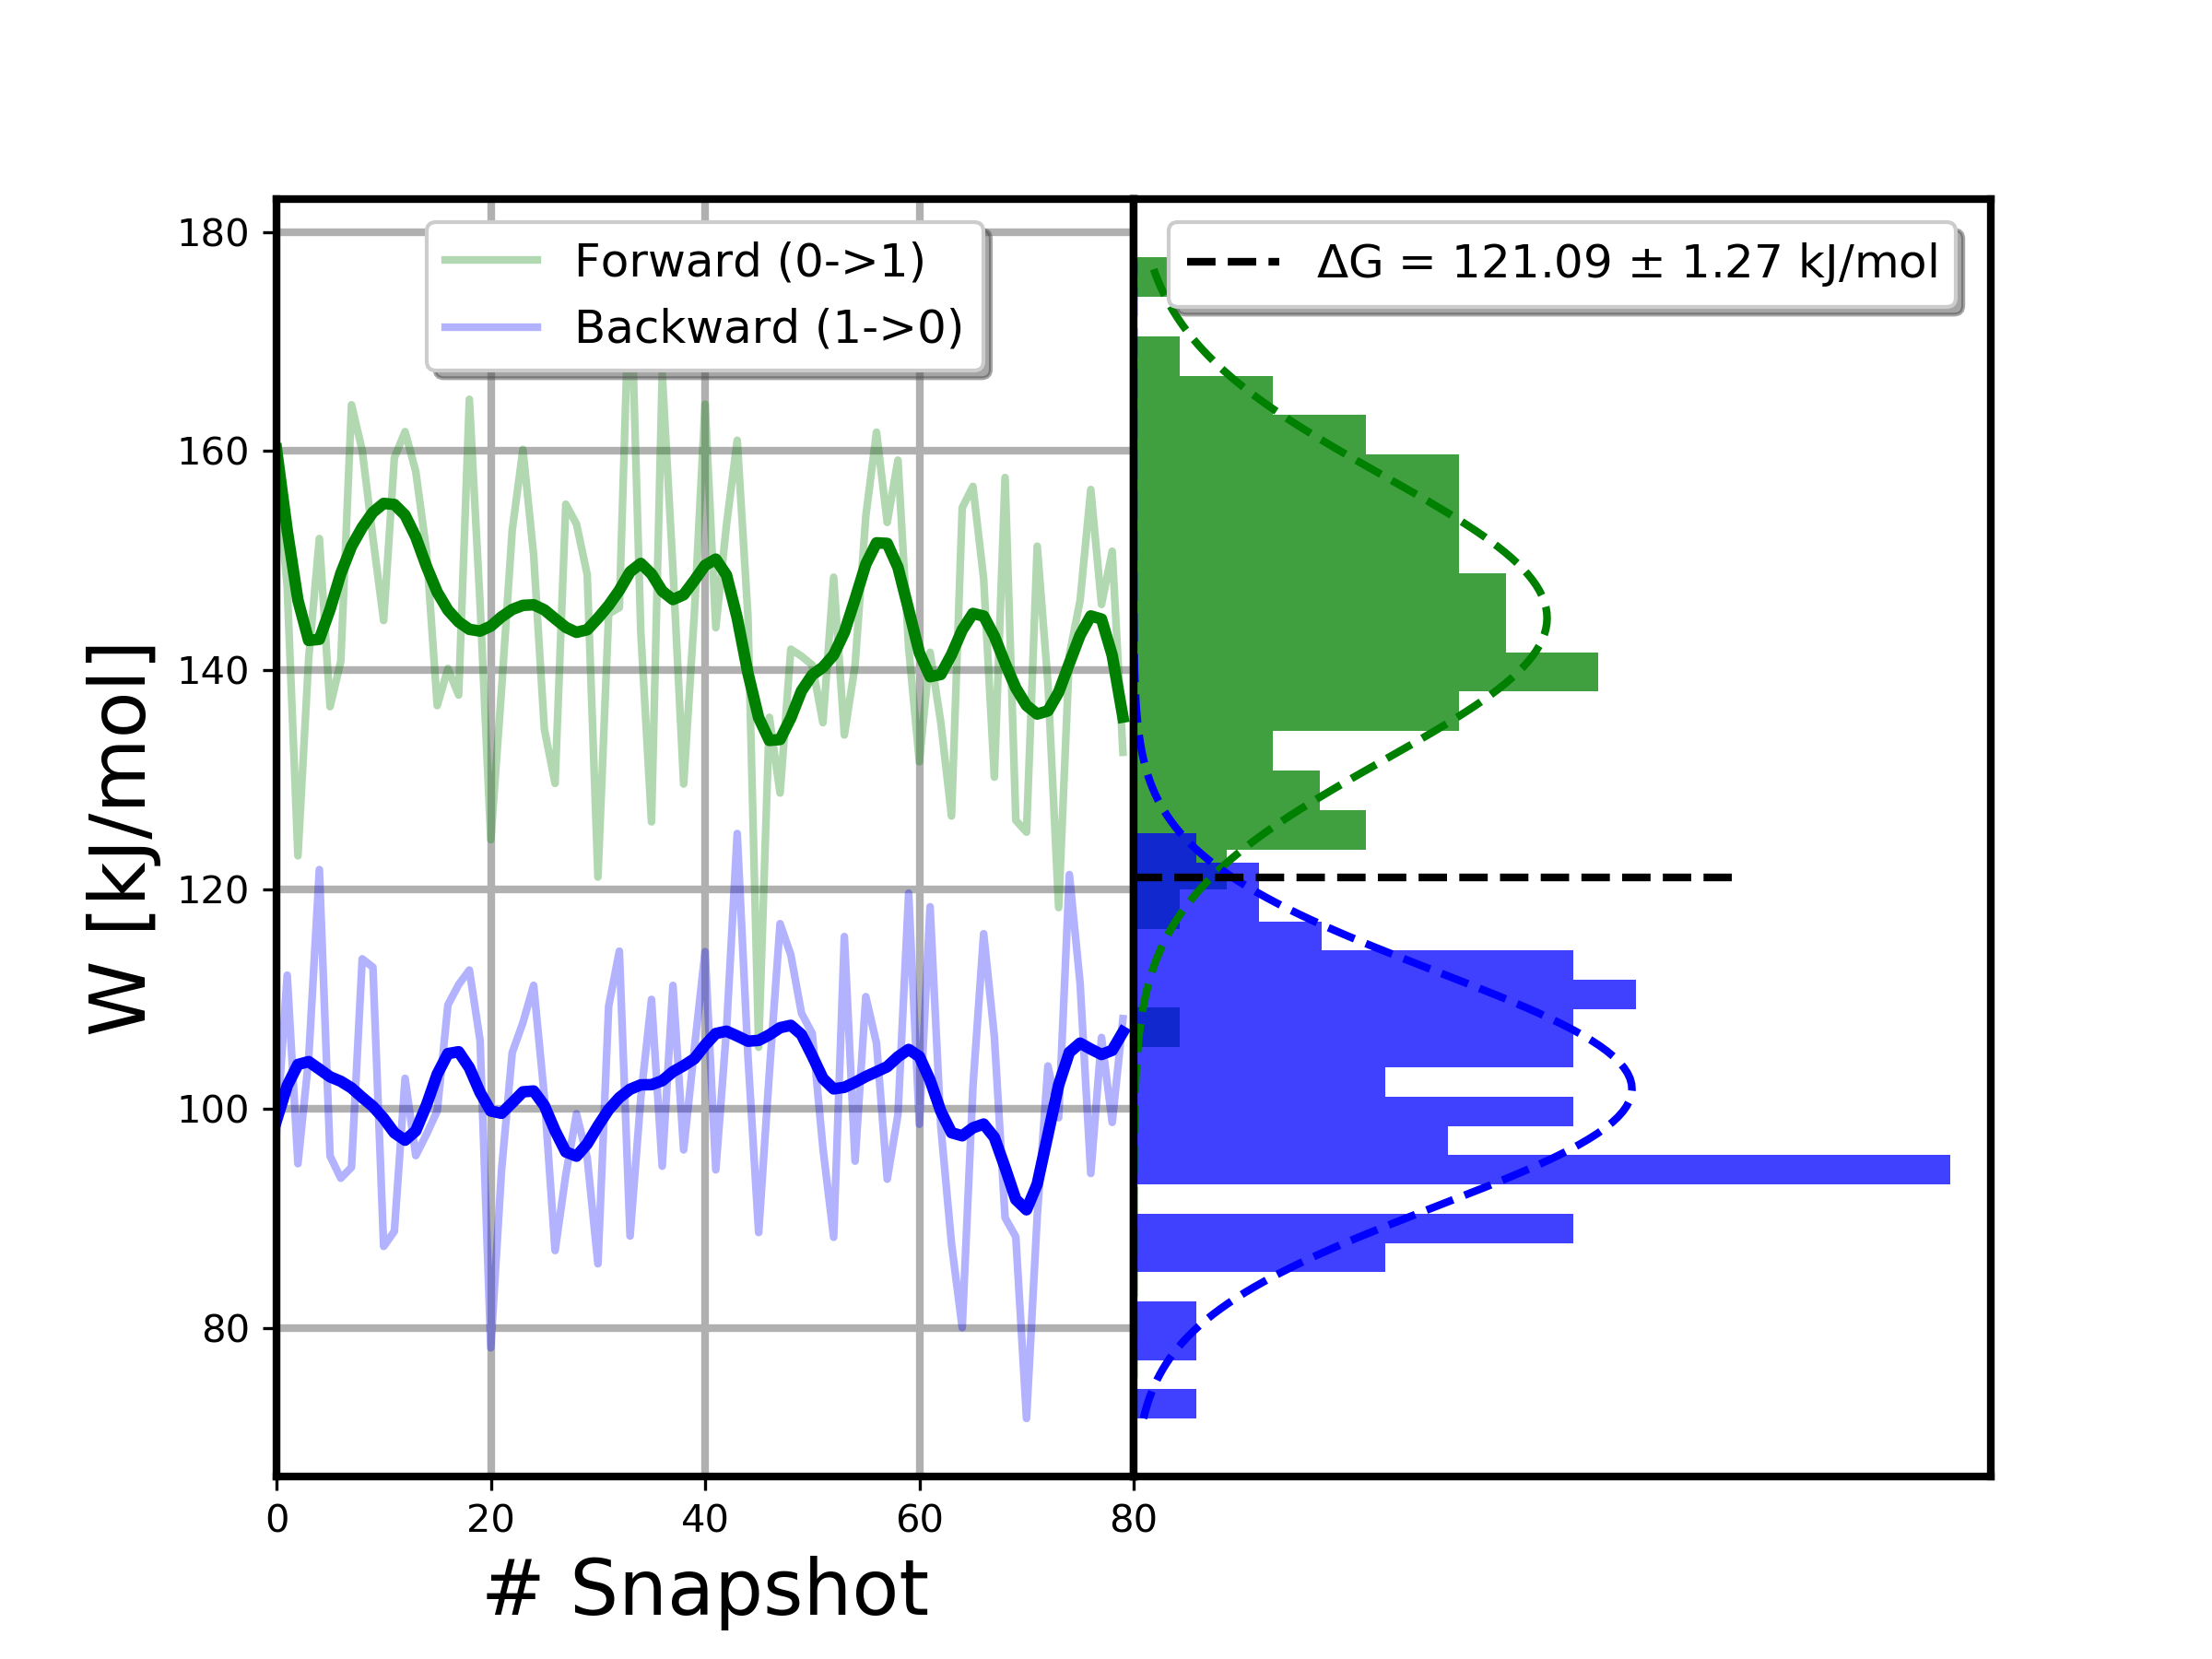 Forward (0->1)
Backward (1->0)
ΔG = 121.09 ± 1.27 kJ/mol
W [kJ/mol]
180
160
140
120
100
80
0 20 40 60 80
# Snapshot